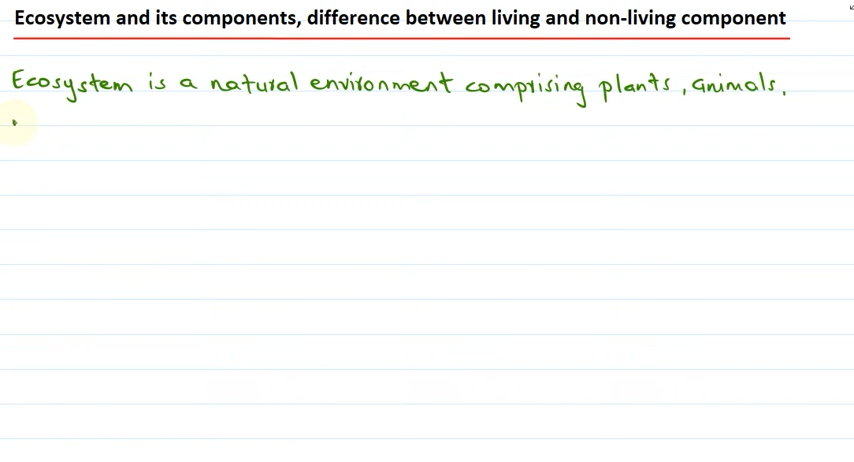 Ecosystem and its components, difference between living and non-living component
Ecosystem is a natural environment comprising plants, animals,